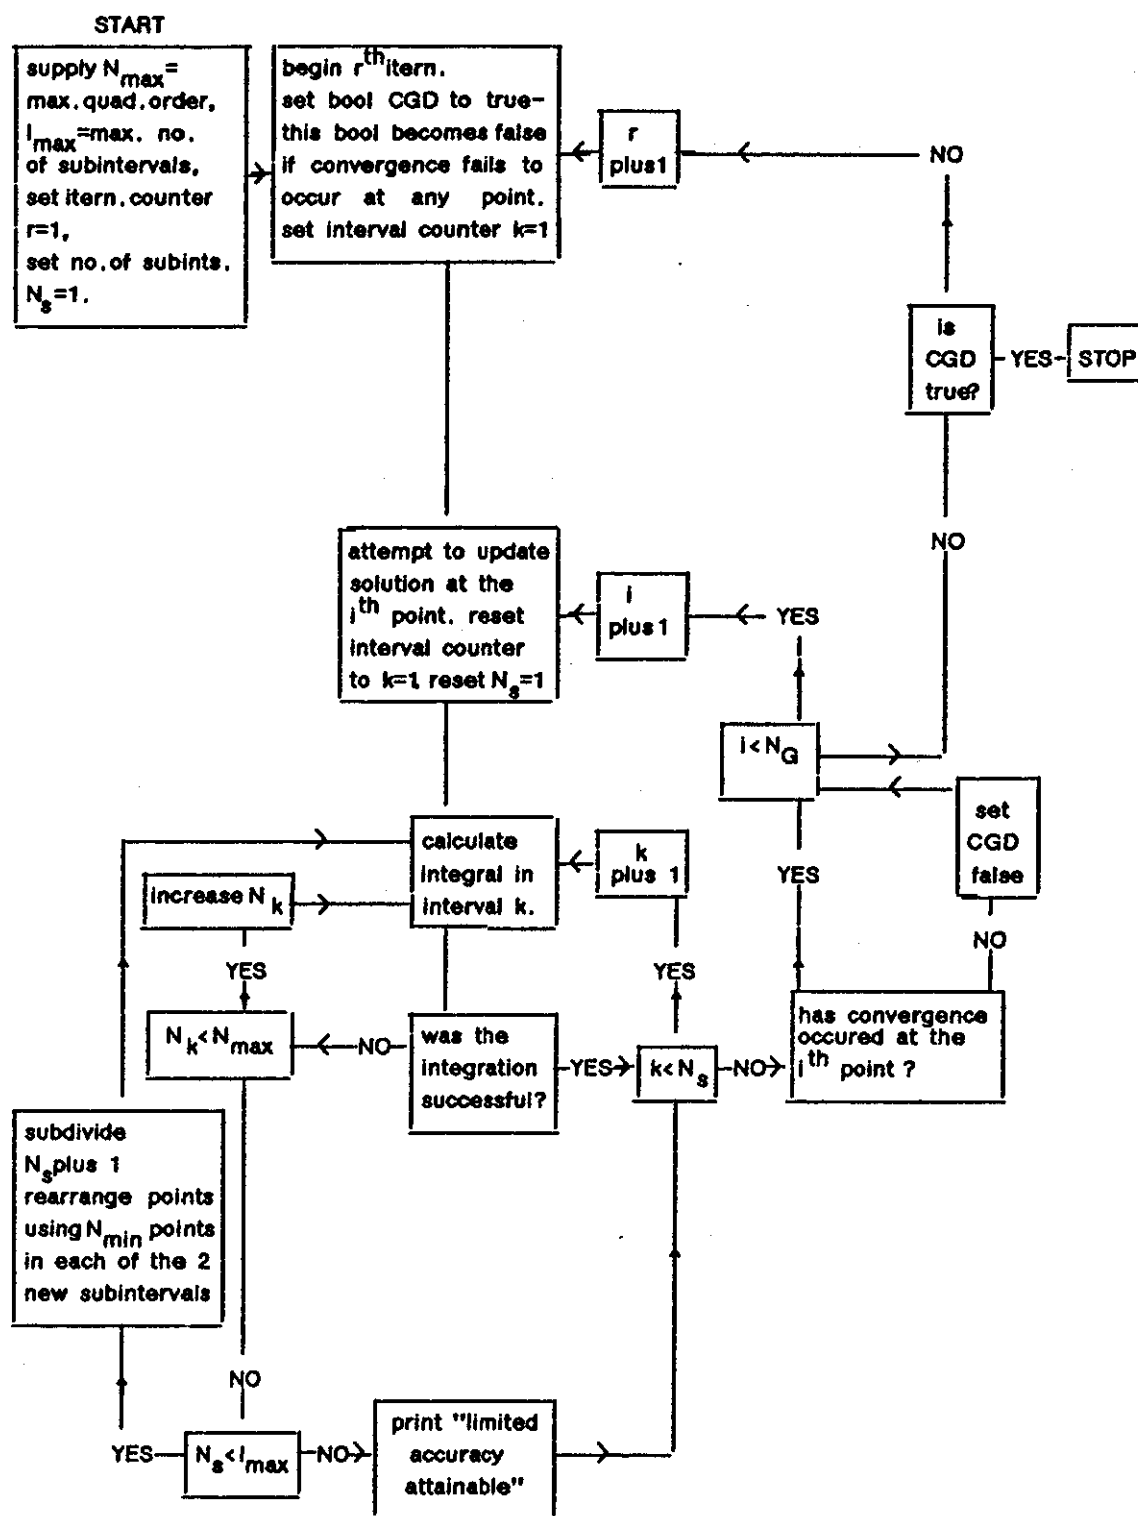 START
supply N_max=
max.quad.order,
I_max=max. no.
of subintervals,
set itern.counter
r=1,
set no.of subints.
N_s=1.
begin r^th itern.
set bool CGD to true-
this bool becomes false
if convergence fails to
occur at any point.
set interval counter k=1
r
plus1
NO
is
CGD
true?
YES
STOP
NO
attempt to update
solution at the
i^th point. reset
interval counter
to k=1, reset N_s=1
i
plus1
YES
i<N_G
set
CGD
false
calculate
integral in
interval k.
k
plus 1
YES
increase N_k
NO
YES
YES
N_k<N_max
NO
was the
integration
successful?
YES
k<N_s
NO
has convergence
occured at the
i^th point ?
subdivide
N_s plus 1
rearrange points
using N_min points
in each of the 2
new subintervals
NO
YES
N_s<I_max
NO
print "limited
accuracy
attainable"